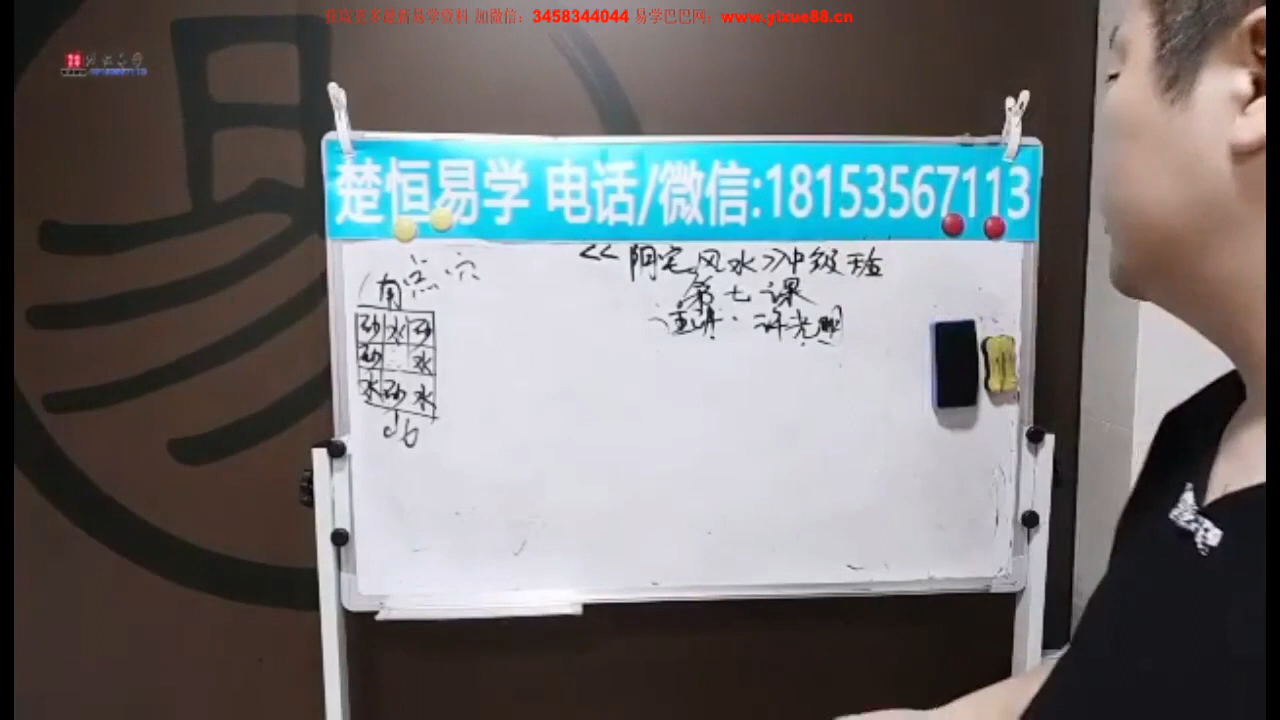 获取更多最新易学资料 加微信：3458344044 易学巴巴网：www.yixue88.cn
楚恒易学 电话/微信:18153567113
<<阳宅风水>>中级班
第七课
主讲:许光明
点穴
南
砂水砂
砂 水
水砂水
北
易